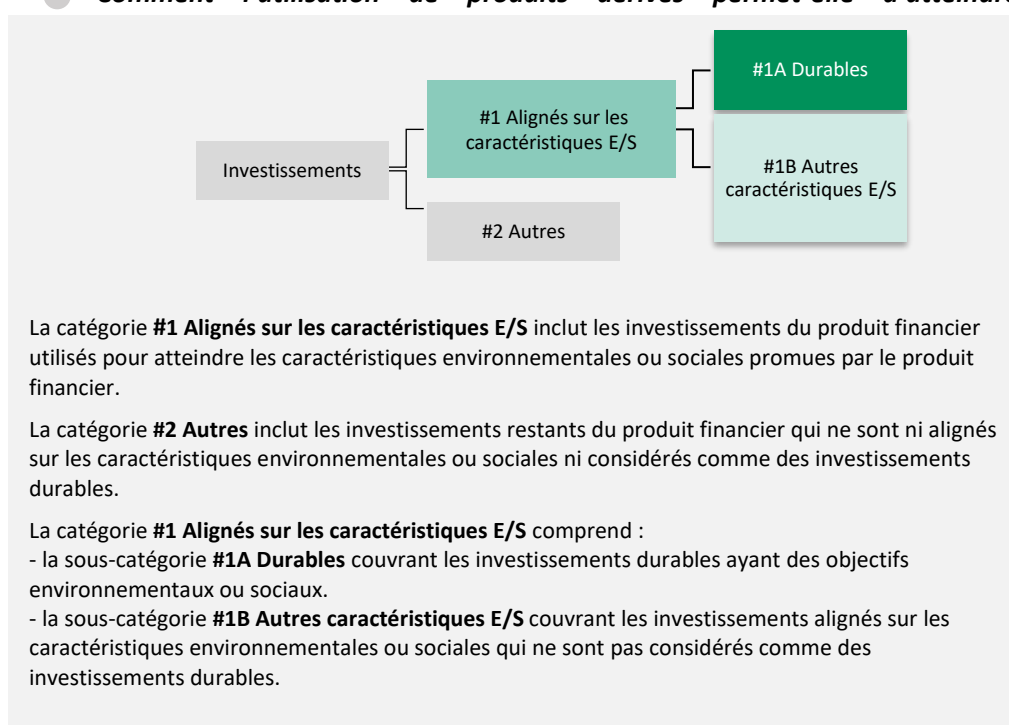 Comment l'utilisation de produits dérivés permet-elle d'atteindre
#1A Durables
#1 Alignés sur les
caractéristiques E/S
Investissements
#1B Autres
caractéristiques E/S
#2 Autres
La catégorie #1 Alignés sur les caractéristiques E/S inclut les investissements du produit financier
utilisés pour atteindre les caractéristiques environnementales ou sociales promues par le produit
financier.
La catégorie #2 Autres inclut les investissements restants du produit financier qui ne sont ni alignés
sur les caractéristiques environnementales ou sociales ni considérés comme des investissements
durables.
La catégorie #1 Alignés sur les caractéristiques E/S comprend :
- la sous-catégorie #1A Durables couvrant les investissements durables ayant des objectifs
environnementaux ou sociaux.
- la sous-catégorie #1B Autres caractéristiques E/S couvrant les investissements alignés sur les
caractéristiques environnementales ou sociales qui ne sont pas considérés comme des
investissements durables.